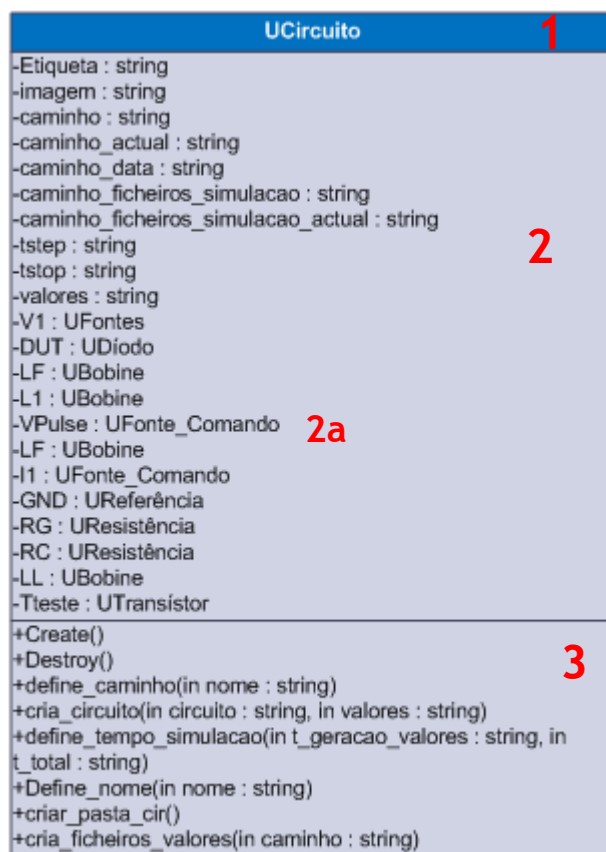 UCircuito 1
-Etiqueta : string
-imagem : string
-caminho : string
-caminho_actual : string
-caminho_data : string
-caminho_ficheiros_simulacao : string
-caminho_ficheiros_simulacao_actual : string
-tstep : string
2
-tstop : string
-valores : string
-V1 : UFontes
-DUT : UDíodo
-LF : UBobine
-L1 : UBobine
-VPulse : UFonte_Comando 2a
-LF : UBobine
-I1 : UFonte_Comando
-GND : UReferência
-RG : UResistência
-RC : UResistência
-LL : UBobine
-Tteste : UTransístor
+Create()
+Destroy() 3
+define_caminho(in nome : string)
+cria_circuito(in circuito : string, in valores : string)
+define_tempo_simulacao(in t_geracao_valores : string, in
t_total : string)
+Define_nome(in nome : string)
+criar_pasta_cir()
+cria_ficheiros_valores(in caminho : string)